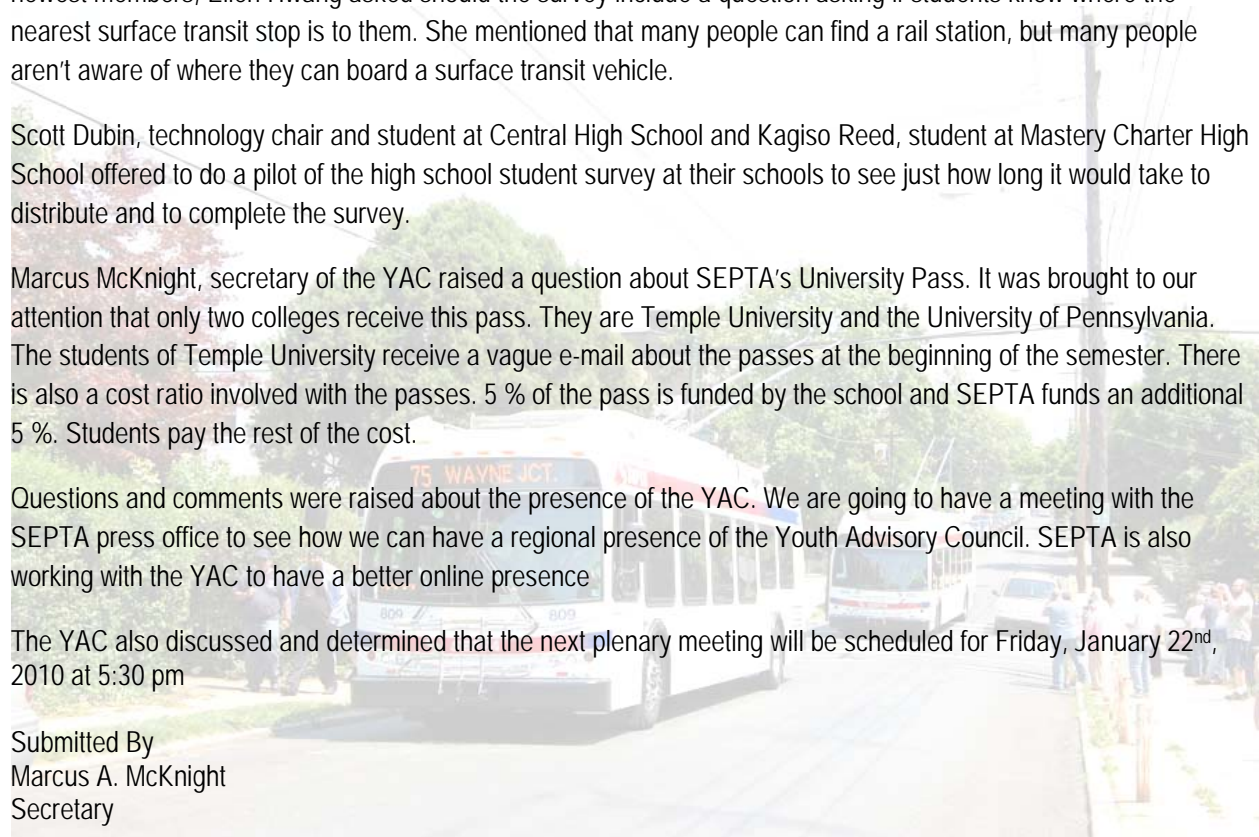 newest members, Ellen Hwang asked should the survey include a question asking if students know where the
nearest surface transit stop is to them. She mentioned that many people can find a rail station, but many people
aren’t aware of where they can board a surface transit vehicle.
Scott Dubin, technology chair and student at Central High School and Kagiso Reed, student at Mastery Charter High
School offered to do a pilot of the high school student survey at their schools to see just how long it would take to
distribute and to complete the survey.
Marcus McKnight, secretary of the YAC raised a question about SEPTA’s University Pass. It was brought to our
attention that only two colleges receive this pass. They are Temple University and the University of Pennsylvania.
The students of Temple University receive a vague e-mail about the passes at the beginning of the semester. There
is also a cost ratio involved with the passes. 5 % of the pass is funded by the school and SEPTA funds an additional
5 %. Students pay the rest of the cost.
75 WAYNE JCT.
Questions and comments were raised about the presence of the YAC. We are going to have a meeting with the
SEPTA press office to see how we can have a regional presence of the Youth Advisory Council. SEPTA is also
working with the YAC to have a better online presence
809 809
The YAC also discussed and determined that the next plenary meeting will be scheduled for Friday, January 22nd,
2010 at 5:30 pm
Submitted By
Marcus A. McKnight
Secretary